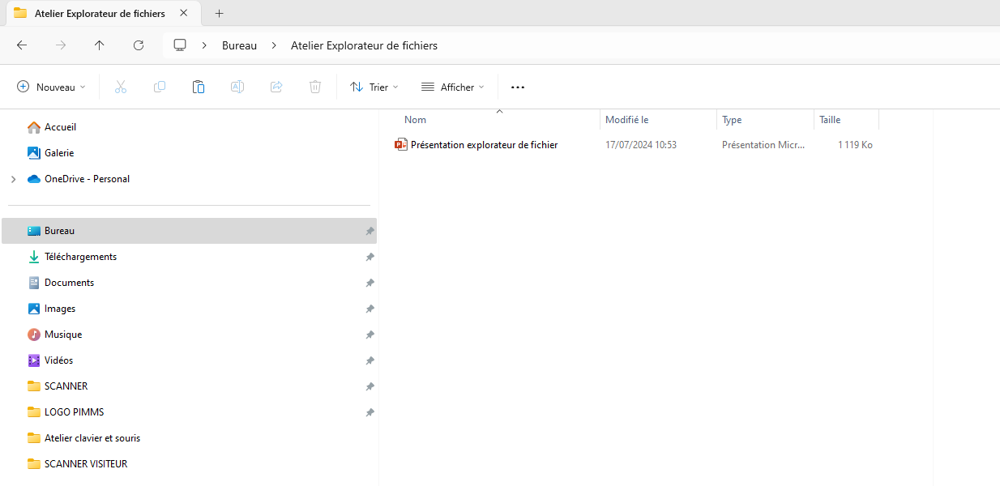 Atelier Explorateur de fichiers
Bureau > Atelier Explorateur de fichiers
Nouveau Trier Afficher
Accueil
Galerie
OneDrive - Personal
Bureau
Téléchargements
Documents
Images
Musique
Vidéos
SCANNER
LOGO PIMMS
Atelier clavier et souris
SCANNER VISITEUR
Nom Modifié le Type Taille
Présentation explorateur de fichier 17/07/2024 10:53 Présentation Micr... 1 119 Ko